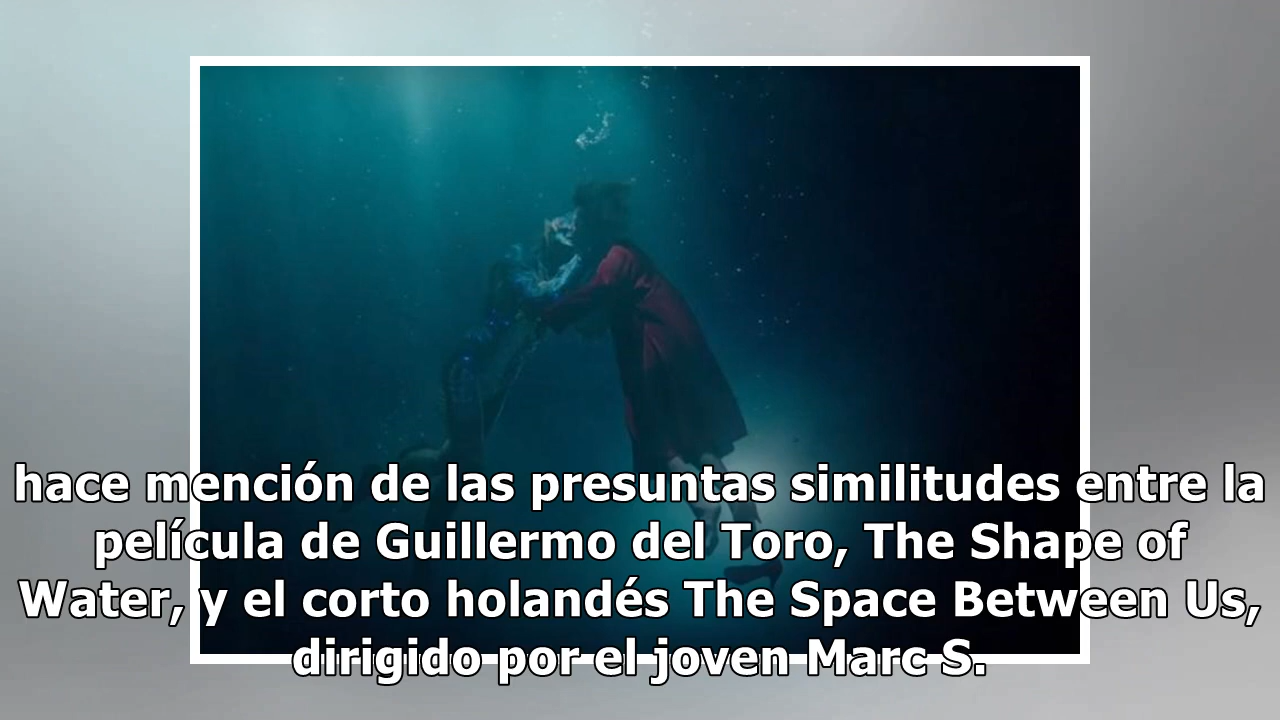 hace mención de las presuntas similitudes entre la
película de Guillermo del Toro, The Shape of
Water, y el corto holandés The Space Between Us,
dirigido por el joven Marc S.